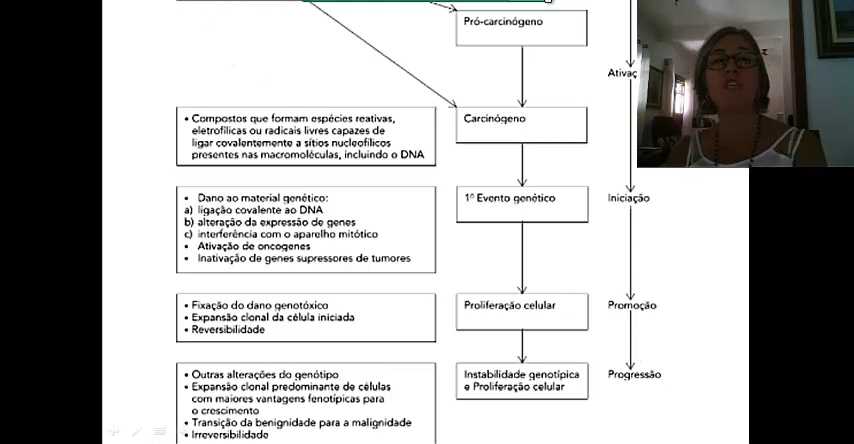 Pró-carcinógeno
Ativaç
• Compostos que formam espécies reativas,
eletrofílicas ou radicais livres capazes de
ligar covalentemente a sítios nucleofílicos
presentes nas macromoléculas, incluindo o DNA
Carcinógeno
• Dano ao material genético:
a) ligação covalente ao DNA
b) alteração da expressão de genes
c) interferência com o aparelho mitótico
• Ativação de oncogenes
• Inativação de genes supressores de tumores
1º Evento genético
Iniciação
• Fixação do dano genotóxico
• Expansão clonal da célula iniciada
• Reversibilidade
Proliferação celular
Promoção
• Outras alterações do genótipo
• Expansão clonal predominante de células
com maiores vantagens fenotípicas para
o crescimento
• Transição da benignidade para a malignidade
• Irreversibilidade
Instabilidade genotípica
e Proliferação celular
Progressão